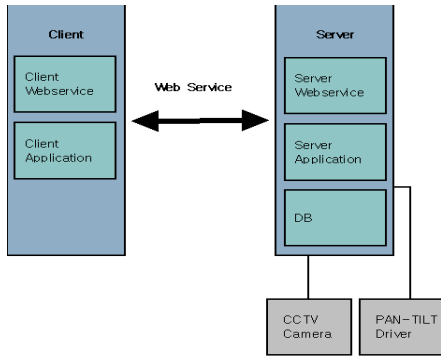 Client
Client
Webservice
Client
Application
Web Service
Server
Server
Webservice
Server
Application
DB
CCTV
Camera
PAN-TILT
Driver